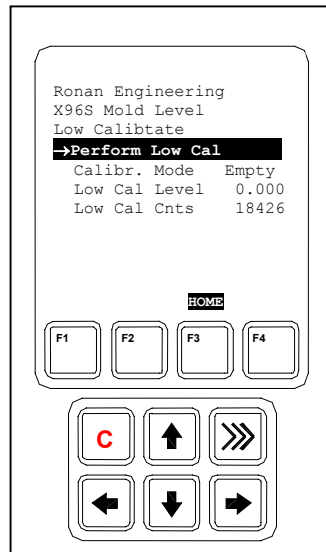 Ronan Engineering
X96S Mold Level
Low Calibtate
→Perform Low Cal
Calibr. Mode Empty
Low Cal Level 0.000
Low Cal Cnts 18426
HOME
F1 F2 F3 F4
C